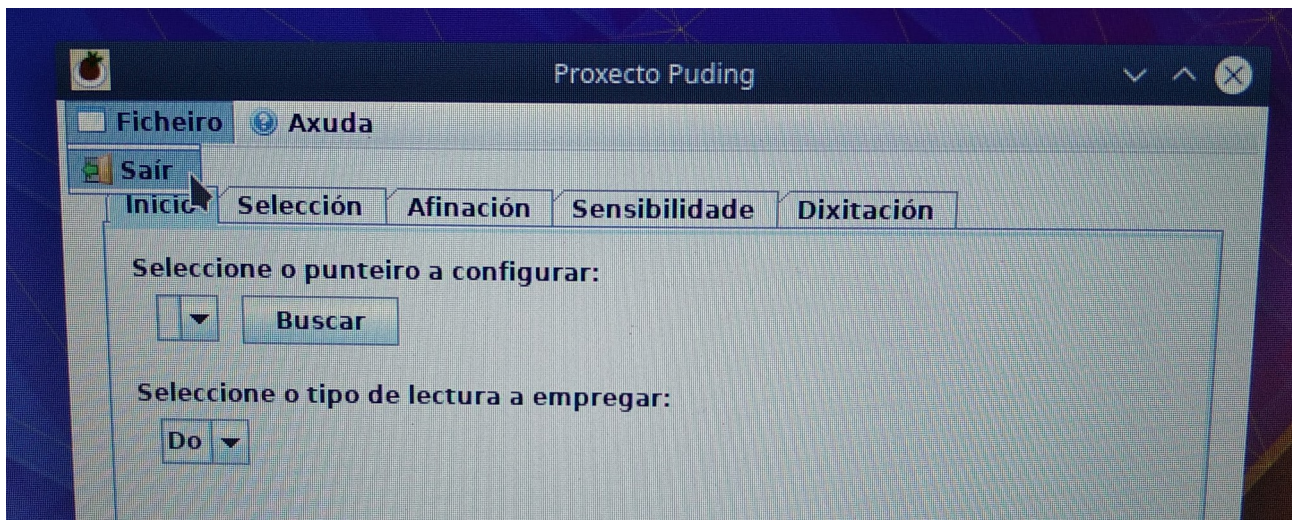 Proxecto Puding
Ficheiro Axuda
Saír
Inicio Selección Afinación Sensibilidade Dixitación
Seleccione o punteiro a configurar:
Buscar
Seleccione o tipo de lectura a empregar:
Do